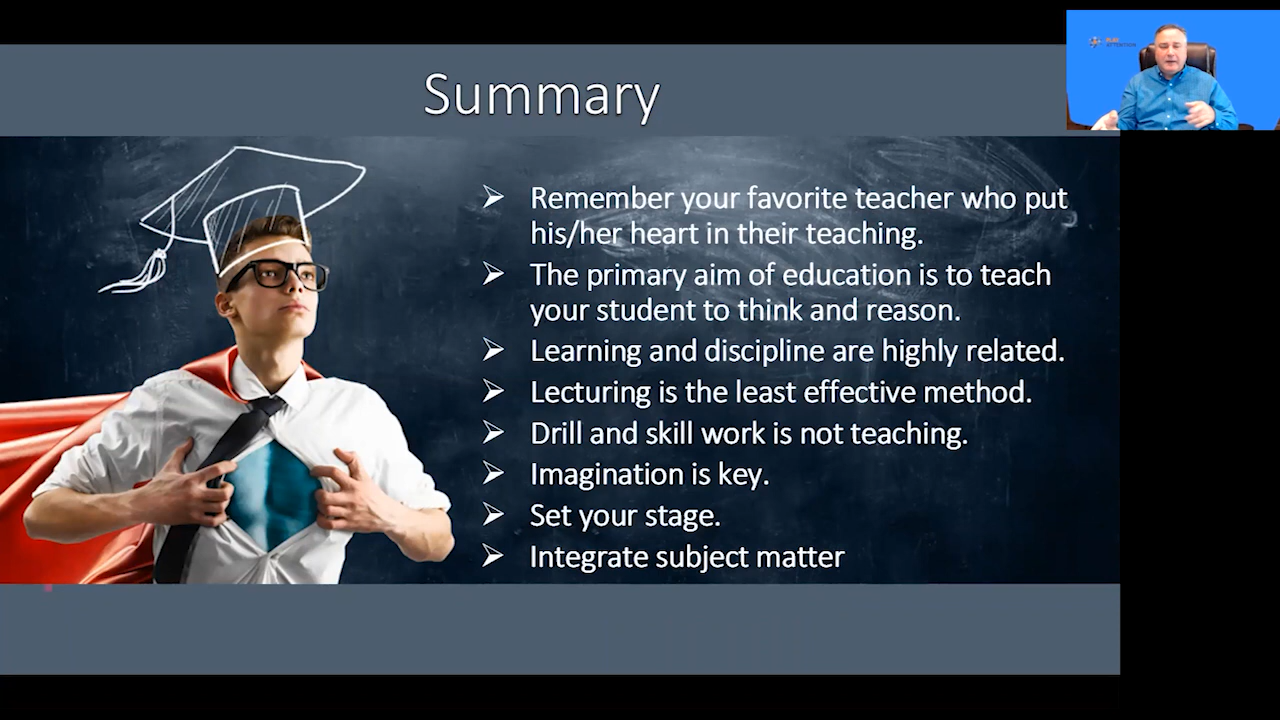 Summary
Remember your favorite teacher who put
his/her heart in their teaching.
The primary aim of education is to teach
your student to think and reason.
Learning and discipline are highly related.
Lecturing is the least effective method.
Drill and skill work is not teaching.
Imagination is key.
Set your stage.
Integrate subject matter